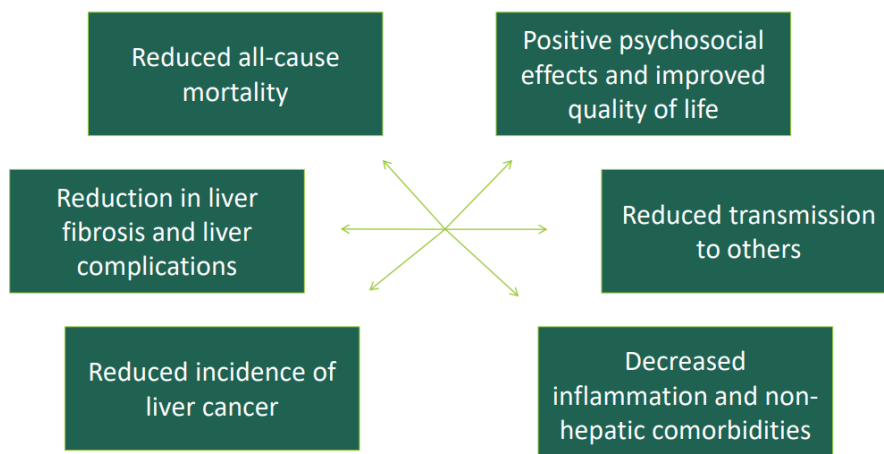 Reduced all-cause
mortality
Positive psychosocial
effects and improved
quality of life
Reduction in liver
fibrosis and liver
complications
Reduced transmission
to others
Reduced incidence of
liver cancer
Decreased
inflammation and non-
hepatic comorbidities